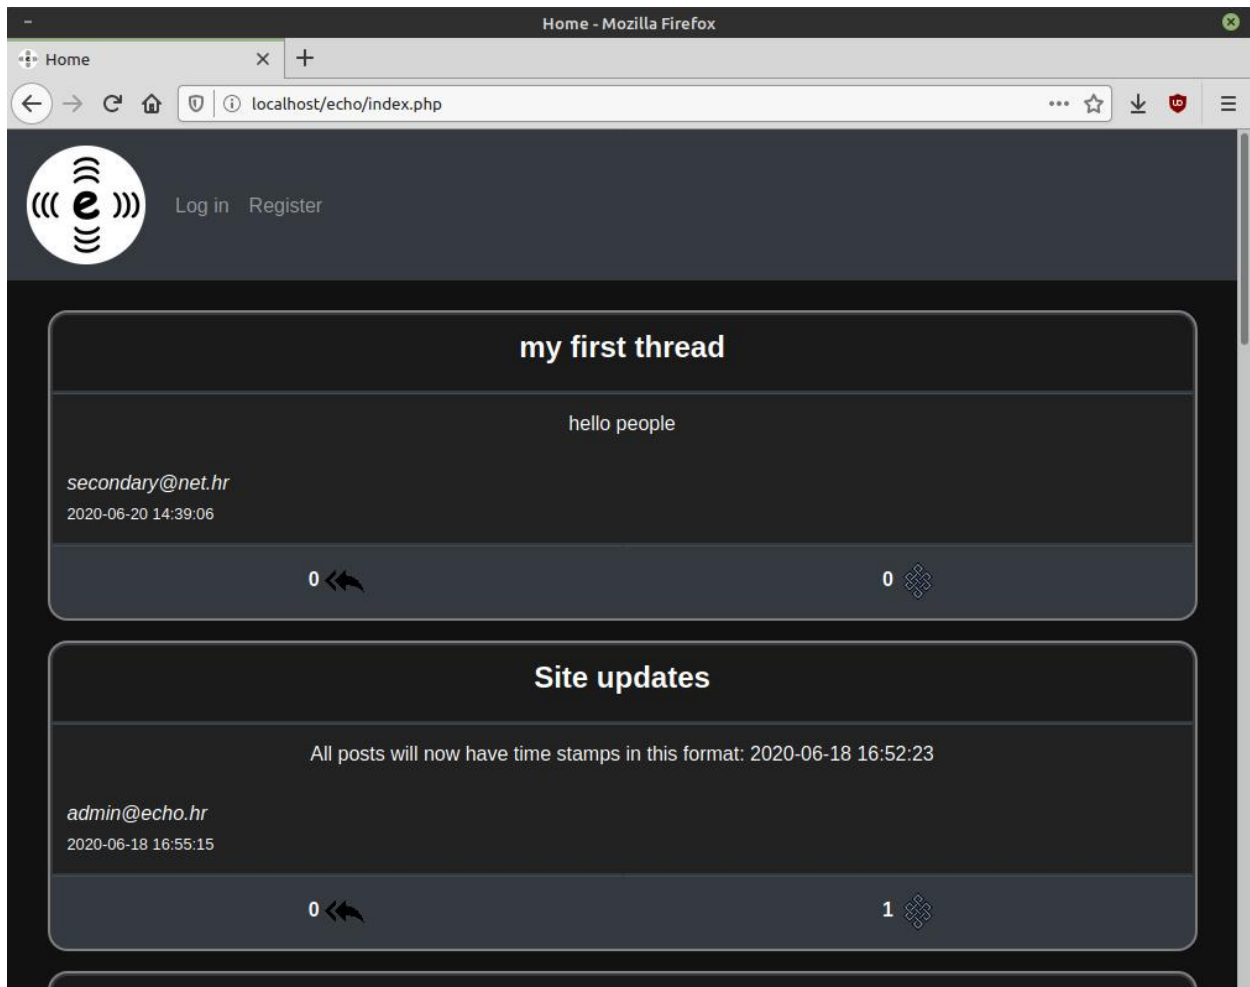 Home - Mozilla Firefox
Home
localhost/echo/index.php
((( e )))
Log in Register
my first thread
hello people
secondary@net.hr
2020-06-20 14:39:06
0 0
Site updates
All posts will now have time stamps in this format: 2020-06-18 16:52:23
admin@echo.hr
2020-06-18 16:55:15
0 1